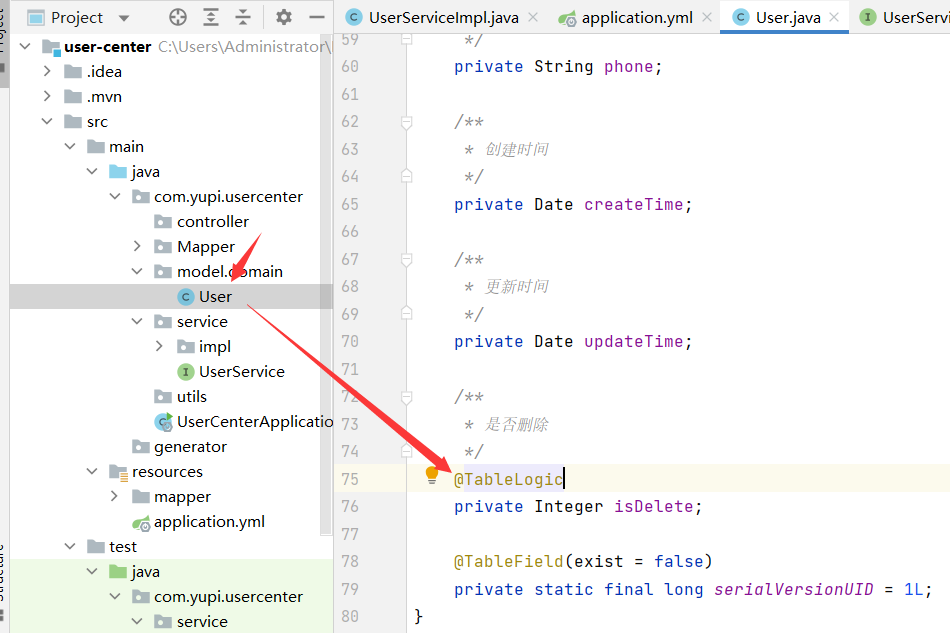 Project
UserServiceImpl.java
application.yml
User.java
UserServi
user-center C:\Users\Administrator\
.idea
.mvn
src
main
java
com.yupi.usercenter
controller
Mapper
model.domain
User
service
impl
UserService
utils
UserCenterApplicatio
generator
resources
mapper
application.yml
test
java
com.yupi.usercenter
service
59 */
60 private String phone;
61
62 /**
63 * 创建时间
64 */
65 private Date createTime;
66
67 /**
68 * 更新时间
69 */
70 private Date updateTime;
71
72 /**
73 * 是否删除
74 */
75 @TableLogic
76 private Integer isDelete;
77
78 @TableField(exist = false)
79 private static final long serialVersionUID = 1L;
80 }